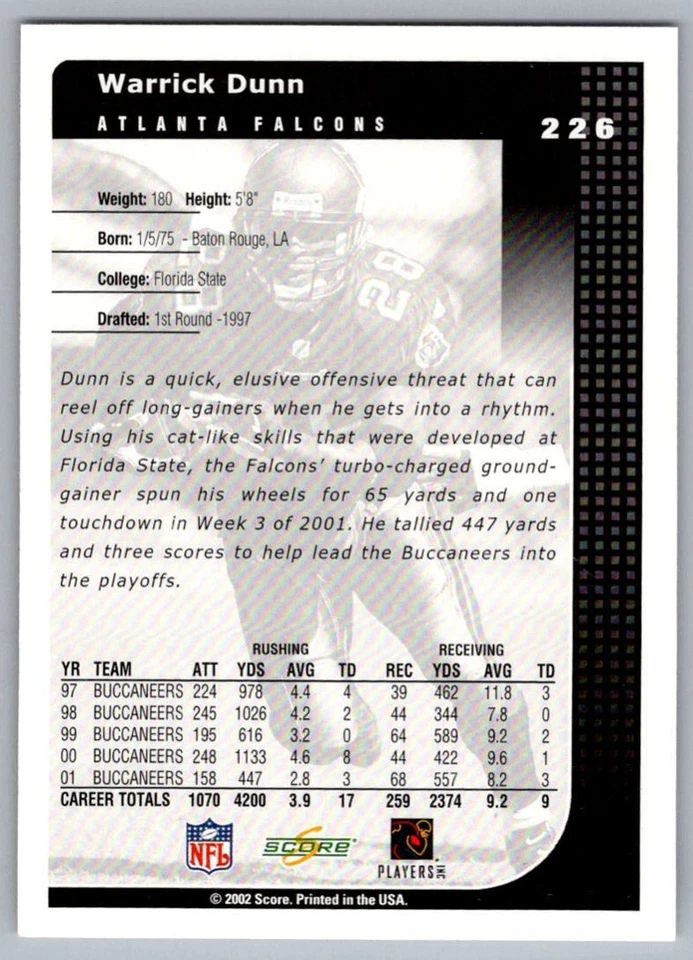 Warrick Dunn
ATLANTA FALCONS
226
Weight: 180 Height: 5'8"
Born: 1/5/75 - Baton Rouge, LA
College: Florida State
Drafted: 1st Round -1997
28
Dunn is a quick, elusive offensive threat that can
reel off long-gainers when he gets into a rhythm.
Using his cat-like skills that were developed at
Florida State, the Falcons' turbo-charged ground-
gainer spun his wheels for 65 yards and one
touchdown in Week 3 of 2001. He tallied 447 yards
and three scores to help lead the Buccaneers into
the playoffs.
RUSHING RECEIVING
YR TEAM ATT YDS AVG TD REC YDS AVG TD
97 BUCCANEERS 224 978 4.4 4 39 462 11.8 3
98 BUCCANEERS 245 1026 4.2 2 44 344 7.8 0
99 BUCCANEERS 195 616 3.2 0 64 589 9.2 2
00 BUCCANEERS 248 1133 4.6 8 44 422 9.6 1
01 BUCCANEERS 158 447 2.8 3 68 557 8.2 3
CAREER TOTALS 1070 4200 3.9 17 259 2374 9.2 9
NFL SCORE PLAYERS INC
© 2002 Score. Printed in the USA.